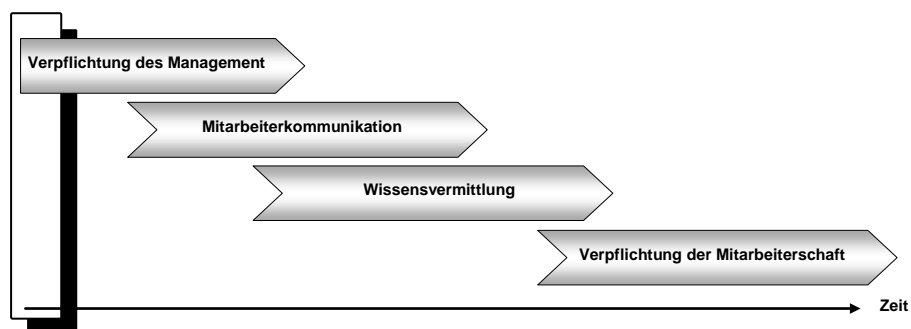 Verpflichtung des Management
Mitarbeiterkommunikation
Wissensvermittlung
Verpflichtung der Mitarbeiterschaft
Zeit